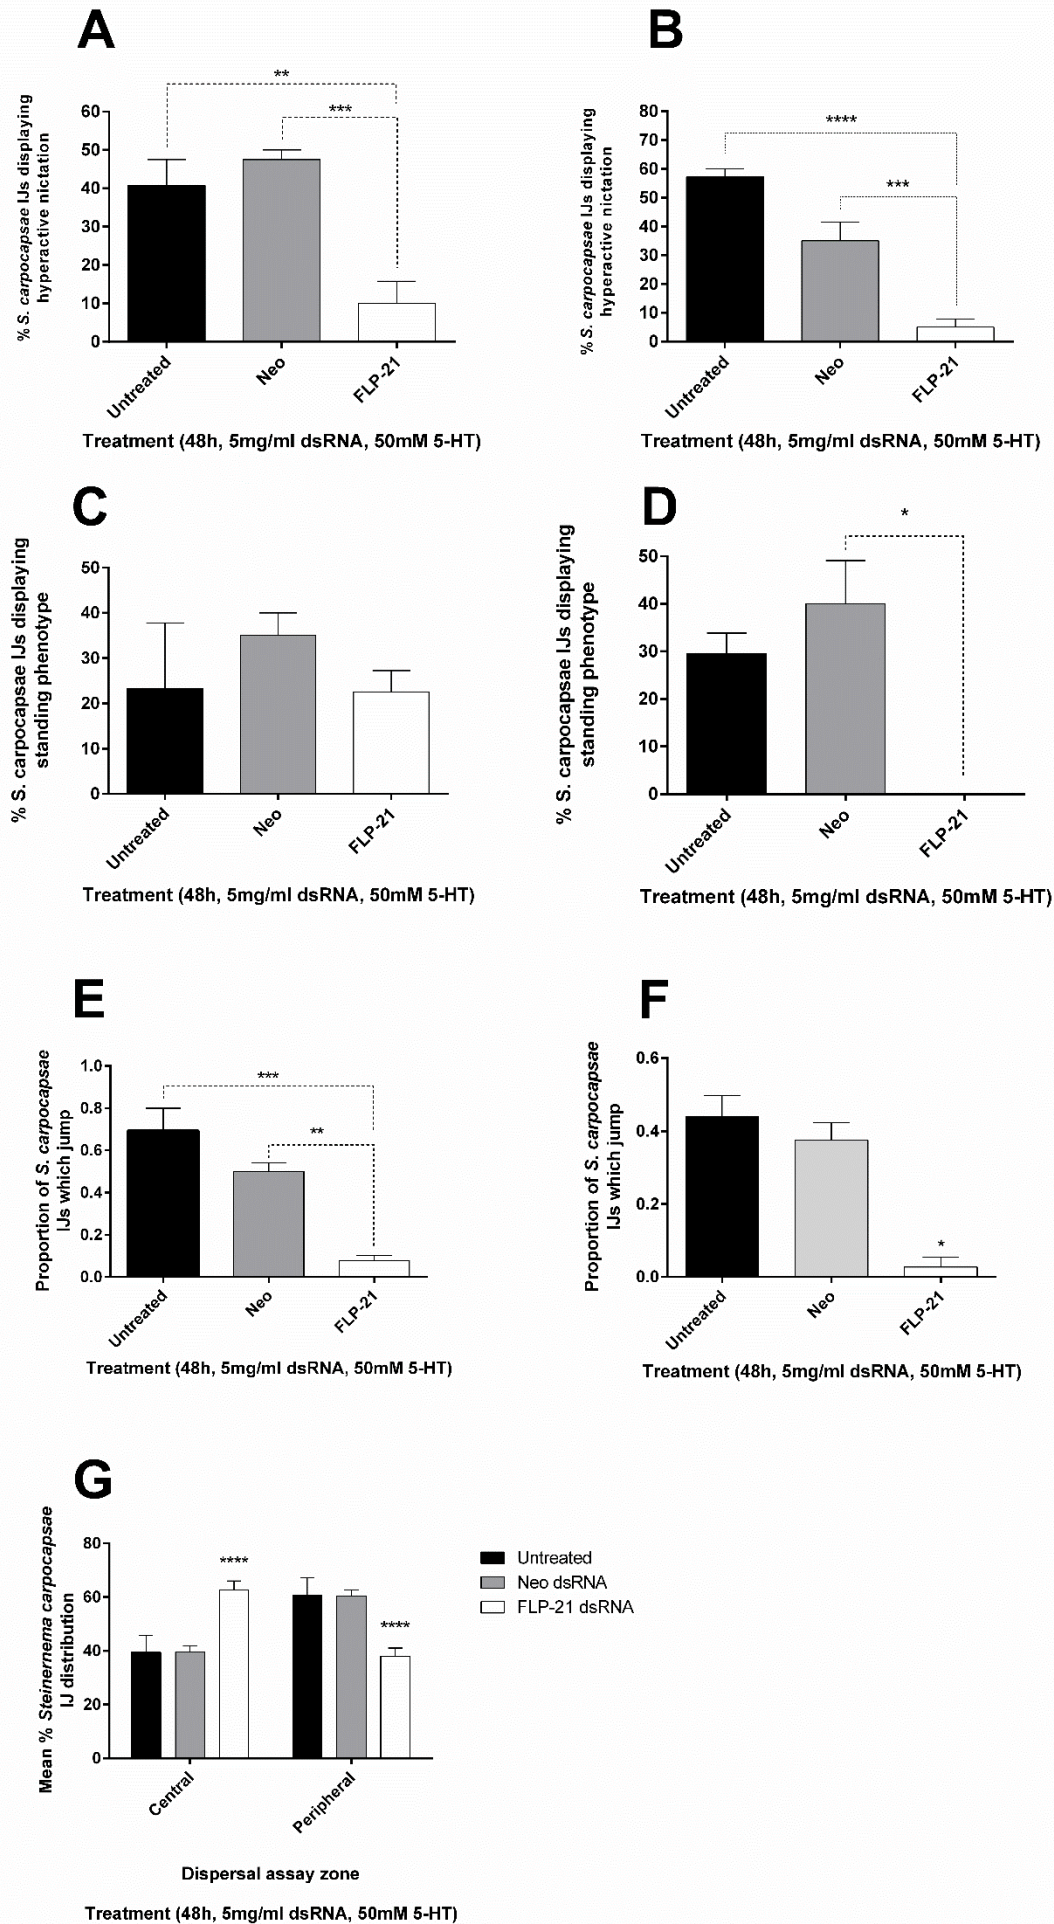 A
**
***
% S. carpocapsae IJs displaying
hyperactive nictation
60
50
40
30
20
10
0
Untreated
Neo
FLP-21
Treatment (48h, 5mg/ml dsRNA, 50mM 5-HT)
B
****
***
% S. carpocapsae IJs displaying
hyperactive nictation
80
70
60
50
40
30
20
10
0
Untreated
Neo
FLP-21
Treatment (48h, 5mg/ml dsRNA, 50mM 5-HT)
C
% S. carpocapsae IJs displaying
standing phenotype
50
40
30
20
10
0
Untreated
Neo
FLP-21
Treatment (48h, 5mg/ml dsRNA, 50mM 5-HT)
D
*
% S. carpocapsae IJs displaying
standing phenotype
50
40
30
20
10
0
Untreated
Neo
FLP-21
Treatment (48h, 5mg/ml dsRNA, 50mM 5-HT)
E
***
**
Proportion of S. carpocapsae
IJs which jump
1.0
0.8
0.6
0.4
0.2
0.0
Untreated
Neo
FLP-21
Treatment (48h, 5mg/ml dsRNA, 50mM 5-HT)
F
*
Proportion of S. carpocapsae
IJs which jump
0.6
0.4
0.2
0.0
Untreated
Neo
FLP-21
Treatment (48h, 5mg/ml dsRNA, 50mM 5-HT)
G
****
****
Mean % Steinernema carpocapsae
IJ distribution
80
60
40
20
0
Central
Peripheral
Untreated
Neo dsRNA
FLP-21 dsRNA
Dispersal assay zone
Treatment (48h, 5mg/ml dsRNA, 50mM 5-HT)